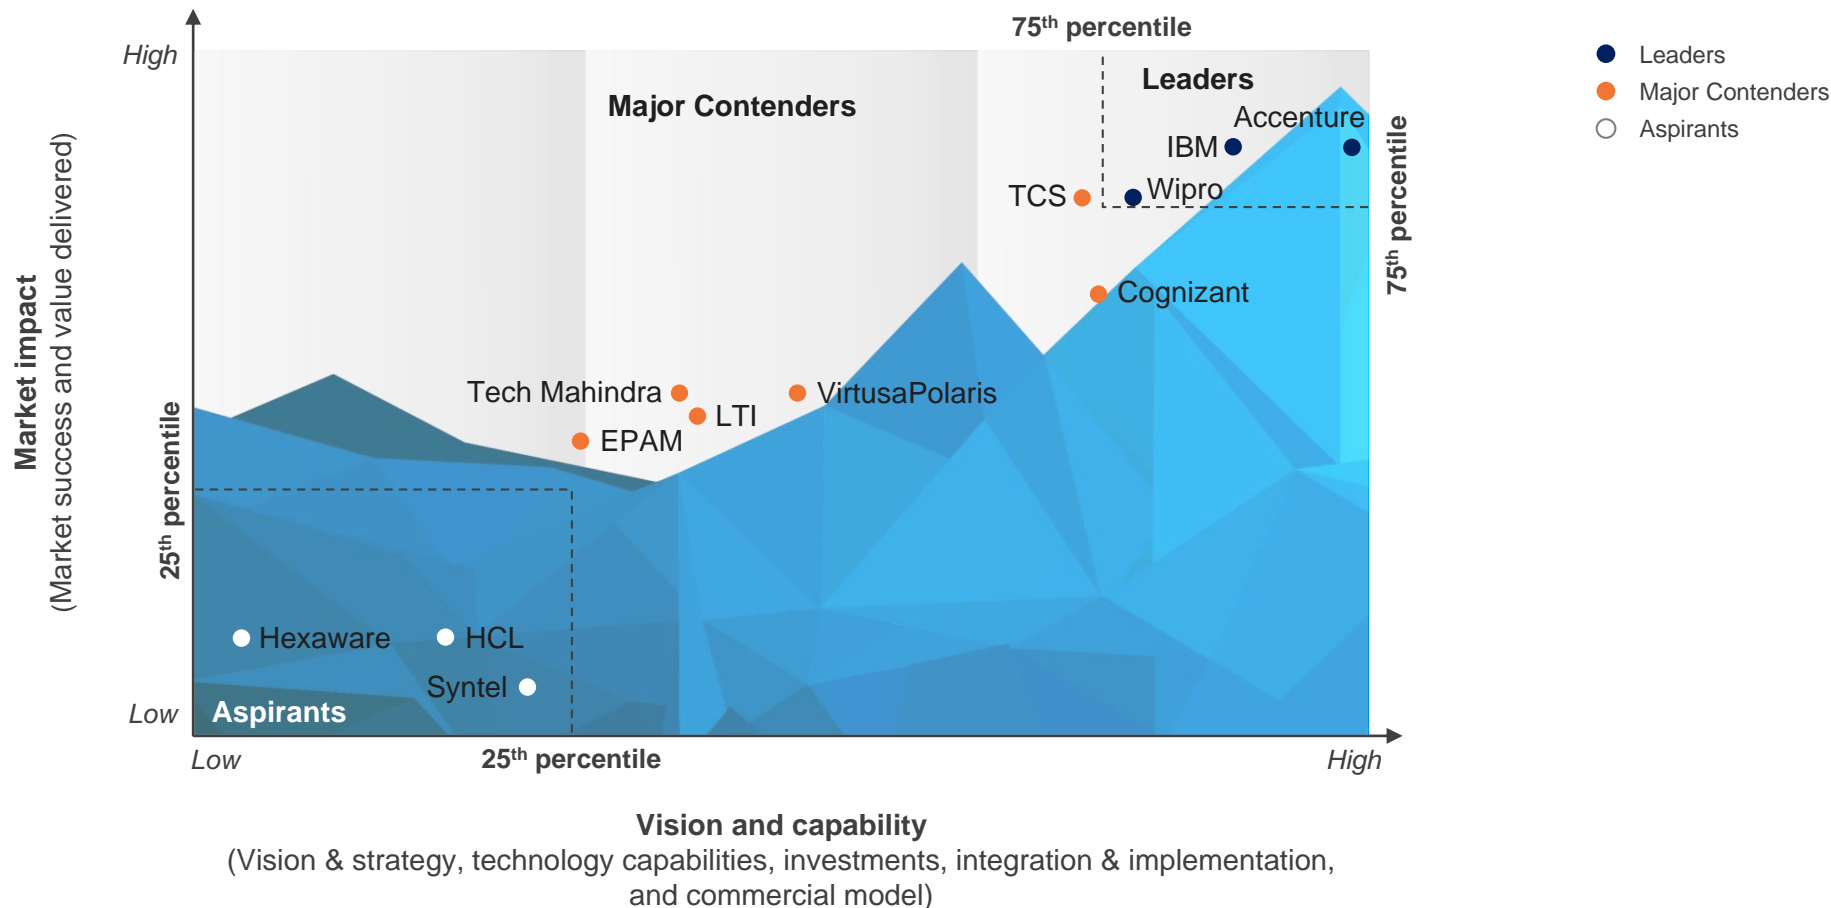 75th percentile
High
Leaders
Leaders
Major Contenders
Major Contenders
Accenture
Aspirants
IBM
TCS
Wipro
75th percentile
Cognizant
Market impact
(Market success and value delivered)
Tech Mahindra
VirtusaPolaris
LTI
EPAM
25th percentile
Hexaware
HCL
Syntel
Aspirants
Low
Low
25th percentile
High
Vision and capability
(Vision & strategy, technology capabilities, investments, integration & implementation,
and commercial model)